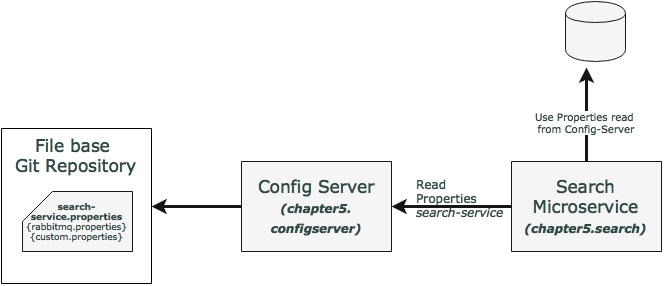 File base
Git Repository
search-
service.properties
{rabbitmq.properties}
{custom.properties}
Config Server
(chapter5.
configserver)
Read
Properties
search-service
Search
Microservice
(chapter5.search)
Use Properties read
from Config-Server